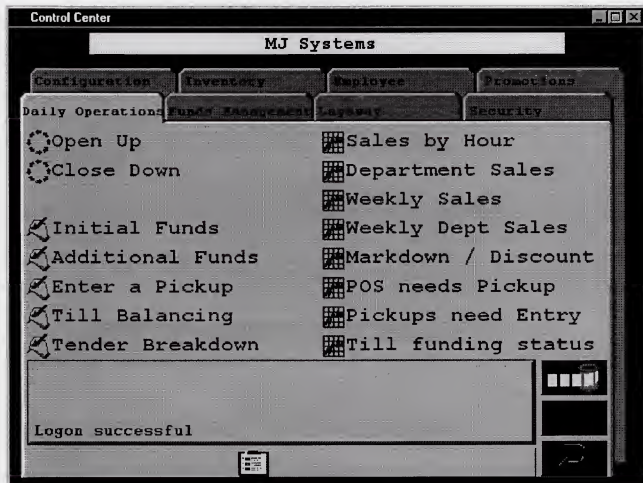 Control Center
MJ Systems
Configuration Inventory Employee Promotions
Daily Operations Funds Management Layaway Security
Open Up
Close Down
Initial Funds
Additional Funds
Enter a Pickup
Till Balancing
Tender Breakdown
Sales by Hour
Department Sales
Weekly Sales
Weekly Dept Sales
Markdown / Discount
POS needs Pickup
Pickups need Entry
Till funding status
Logon successful